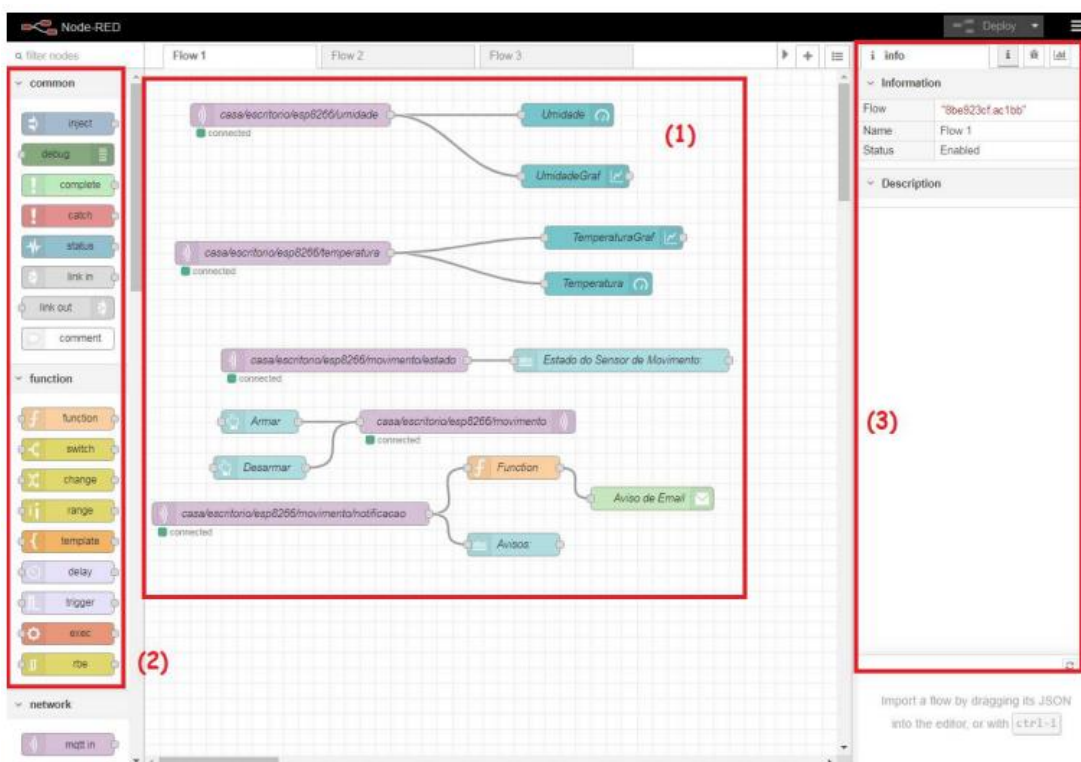 Node-RED
Deploy
filter nodes
Flow 1
Flow 2
Flow 3
common
inject
debug
complete
catch
status
link in
link out
comment
function
function
switch
change
range
template
delay
trigger
exec
rbe
network
mqtt in
(2)
(1)
casa/escritorio/esp8266/umidade
connected
Umidade
UmidadeGraf
casa/escritorio/esp8266/temperatura
connected
TemperaturaGraf
Temperatura
casa/escritorio/esp8266/movimento/estado
connected
Estado do Sensor de Movimento:
Armar
casa/escritorio/esp8266/movimento
connected
Desarmar
Function
Aviso de Email
casa/escritorio/esp8266/movimento/notificacao
connected
Avisos:
(3)
i info
i
Information
Flow "8be923cf.ac1bb"
Name Flow 1
Status Enabled
Description
Import a flow by dragging its JSON
into the editor, or with ctrl-i